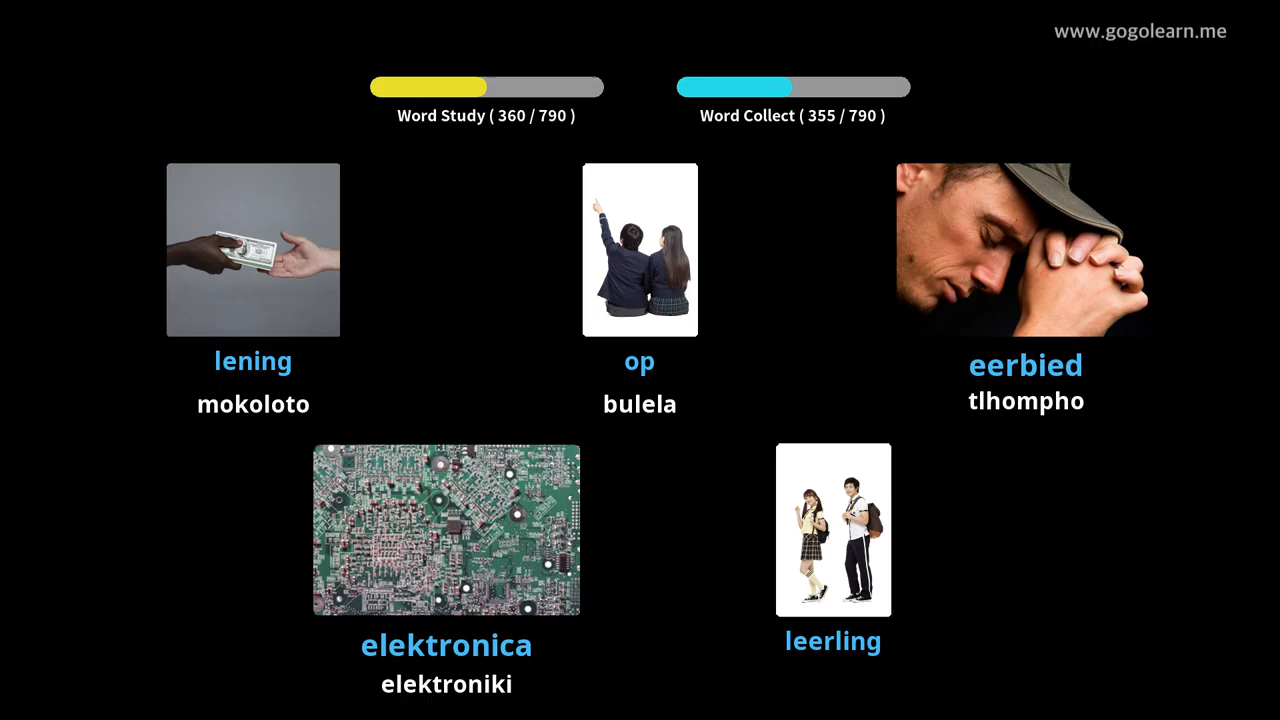 www.gogolearn.me
Word Study ( 360 / 790 )
Word Collect ( 355 / 790 )
lening
op
eerbied
mokoloto
bulela
tlhompho
elektronica
leerling
elektroniki